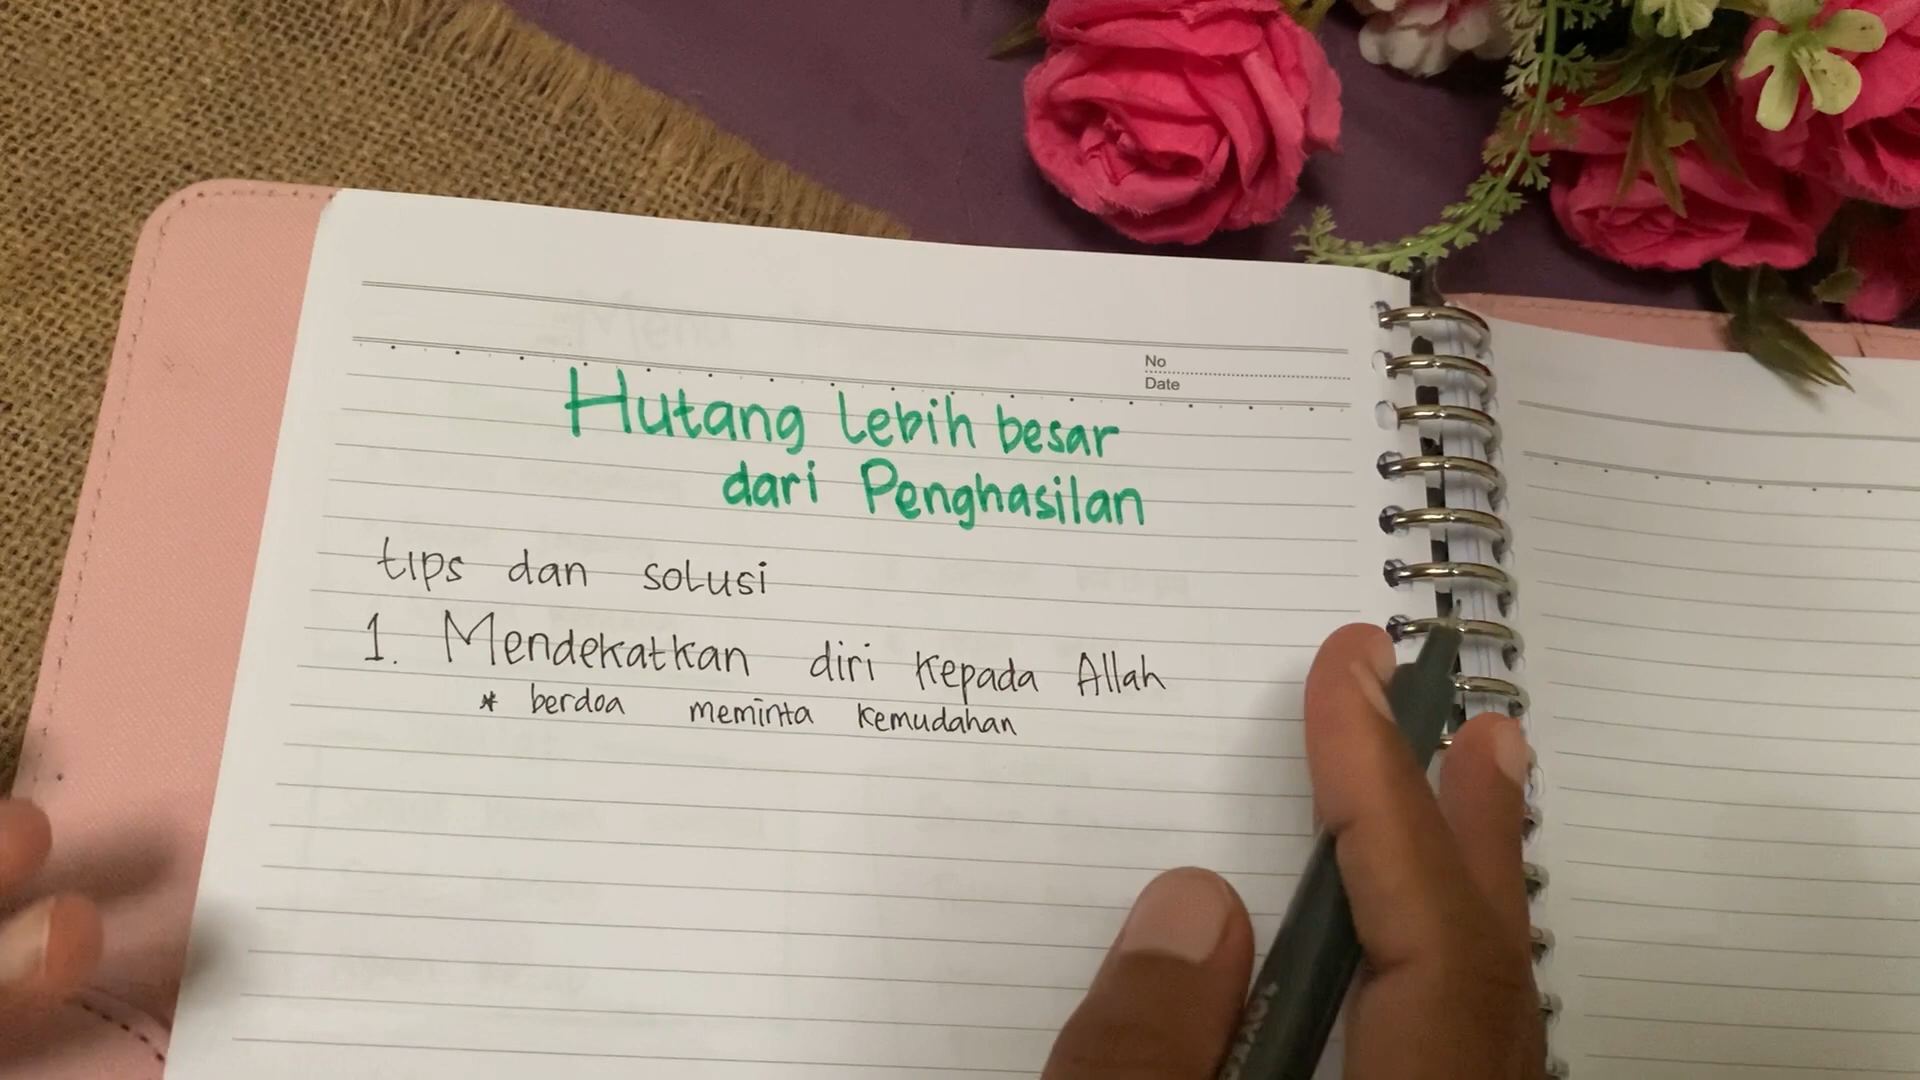 No
Date
Hutang lebih besar
dari Penghasilan
tips dan solusi
1. Mendekatkan diri kepada Allah
* berdoa meminta kemudahan